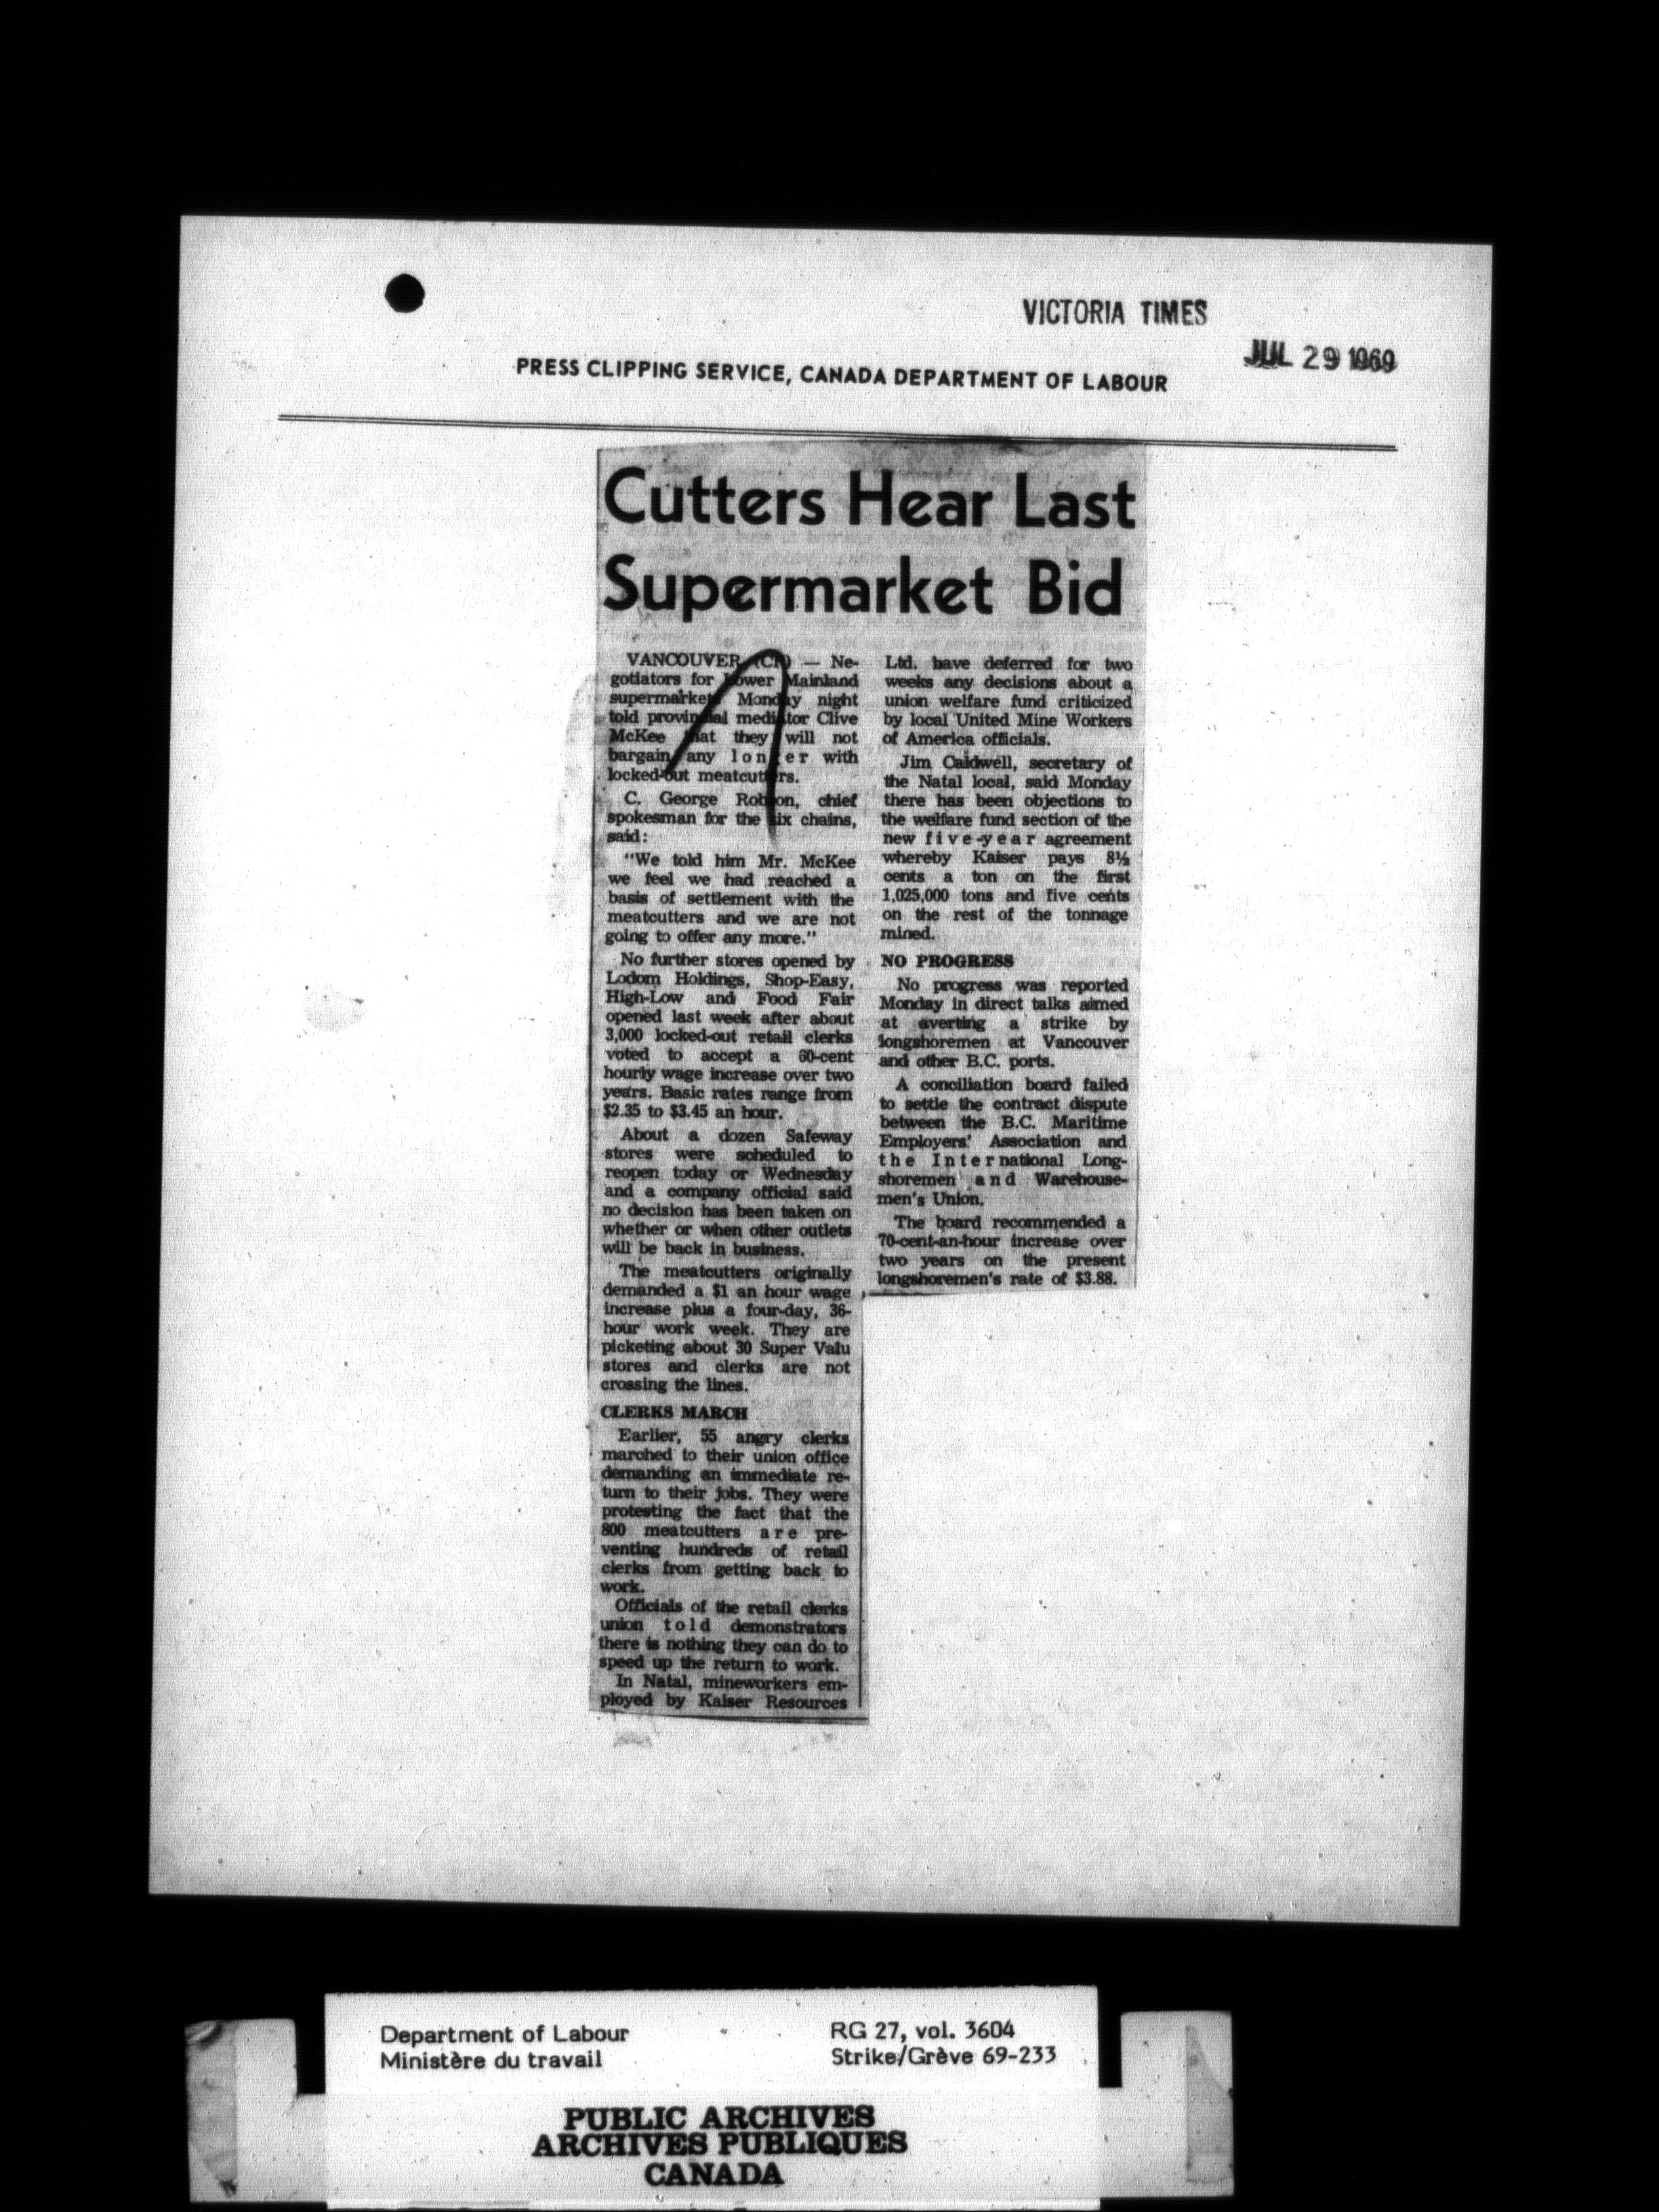 VICTORIA TIMES
JUL 29 1969
PRESS CLIPPING SERVICE, CANADA DEPARTMENT OF LABOUR
Cutters Hear Last
Supermarket Bid
VANCOUVER (CP) — Ne-
gotiators for Lower Mainland
supermarkets Monday night
told provincial mediator Clive
McKee that they will not
bargain any longer with
locked-out meatcutters.
C. George Robson, chief
spokesman for the six chains,
said:
"We told him Mr. McKee
we feel we had reached a
basis of settlement with the
meatcutters and we are not
going to offer any more."
No further stores opened by
Lodom Holdings, Shop-Easy,
High-Low and Food Fair
opened last week after about
3,000 locked-out retail clerks
voted to accept a 60-cent
hourly wage increase over two
years. Basic rates range from
$2.35 to $3.45 an hour.
About a dozen Safeway
stores were scheduled to
reopen today or Wednesday
and a company official said
no decision has been taken on
whether or when other outlets
will be back in business.
The meatcutters originally
demanded a $1 an hour wage
increase plus a four-day, 36-
hour work week. They are
picketing about 30 Super Valu
stores and clerks are not
crossing the lines.
CLERKS MARCH
Earlier, 55 angry clerks
marched to their union office
demanding an immediate re-
turn to their jobs. They were
protesting the fact that the
800 meatcutters are pre-
venting hundreds of retail
clerks from getting back to
work.
Officials of the retail clerks
union told demonstrators
there is nothing they can do to
speed up the return to work.
In Natal, mineworkers em-
ployed by Kaiser Resources
Ltd. have deferred for two
weeks any decisions about a
union welfare fund criticized
by local United Mine Workers
of America officials.
Jim Caldwell, secretary of
the Natal local, said Monday
there has been objections to
the welfare fund section of the
new five-year agreement
whereby Kaiser pays 8½
cents a ton on the first
1,025,000 tons and five cents
on the rest of the tonnage
mined.
NO PROGRESS
No progress was reported
Monday in direct talks aimed
at averting a strike by
longshoremen at Vancouver
and other B.C. ports.
A conciliation board failed
to settle the contract dispute
between the B.C. Maritime
Employers' Association and
the International Long-
shoremen and Warehouse-
men's Union.
The board recommended a
70-cent-an-hour increase over
two years on the present
longshoremen's rate of $3.88.
Department of Labour
Ministère du travail
RG 27, vol. 3604
Strike/Grève 69-233
PUBLIC ARCHIVES
ARCHIVES PUBLIQUES
CANADA